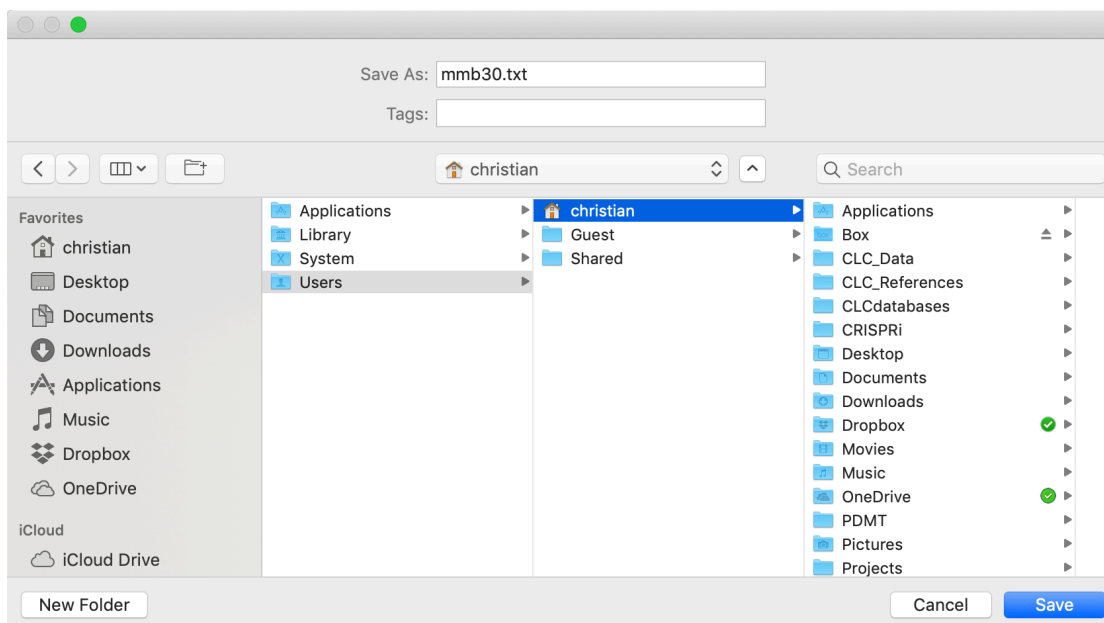 Save As: mmb30.txt
Tags:
christian
Search
Favorites
christian
Desktop
Documents
Downloads
Applications
Music
Dropbox
OneDrive
iCloud
iCloud Drive
Applications
Library
System
Users
christian
Guest
Shared
Applications
Box
CLC_Data
CLC_References
CLCdatabases
CRISPRi
Desktop
Documents
Downloads
Dropbox
Movies
Music
OneDrive
PDMT
Pictures
Projects
New Folder
Cancel
Save